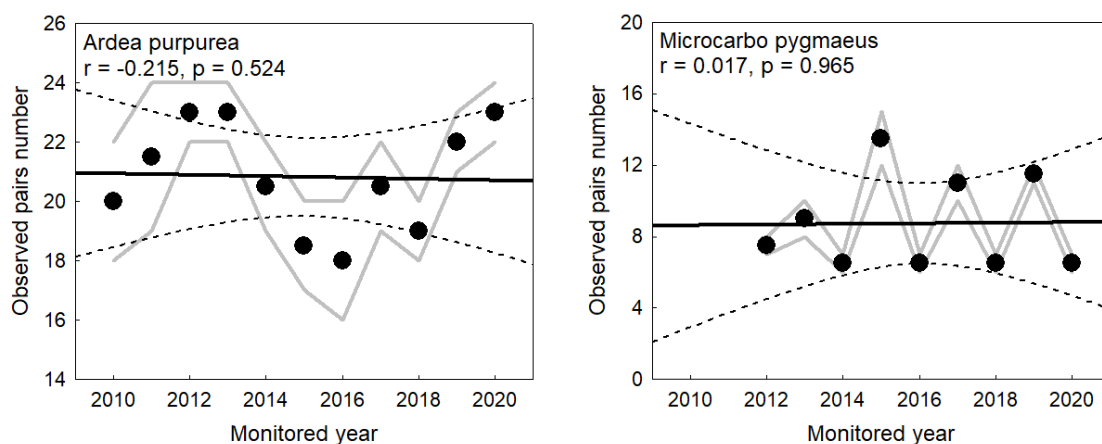 Ardea purpurea
r = -0.215, p = 0.524
Observed pairs number
26
24
22
20
18
16
14
2010 2012 2014 2016 2018 2020
Monitored year
Microcarbo pygmaeus
r = 0.017, p = 0.965
Observed pairs number
20
16
12
8
4
0
2010 2012 2014 2016 2018 2020
Monitored year